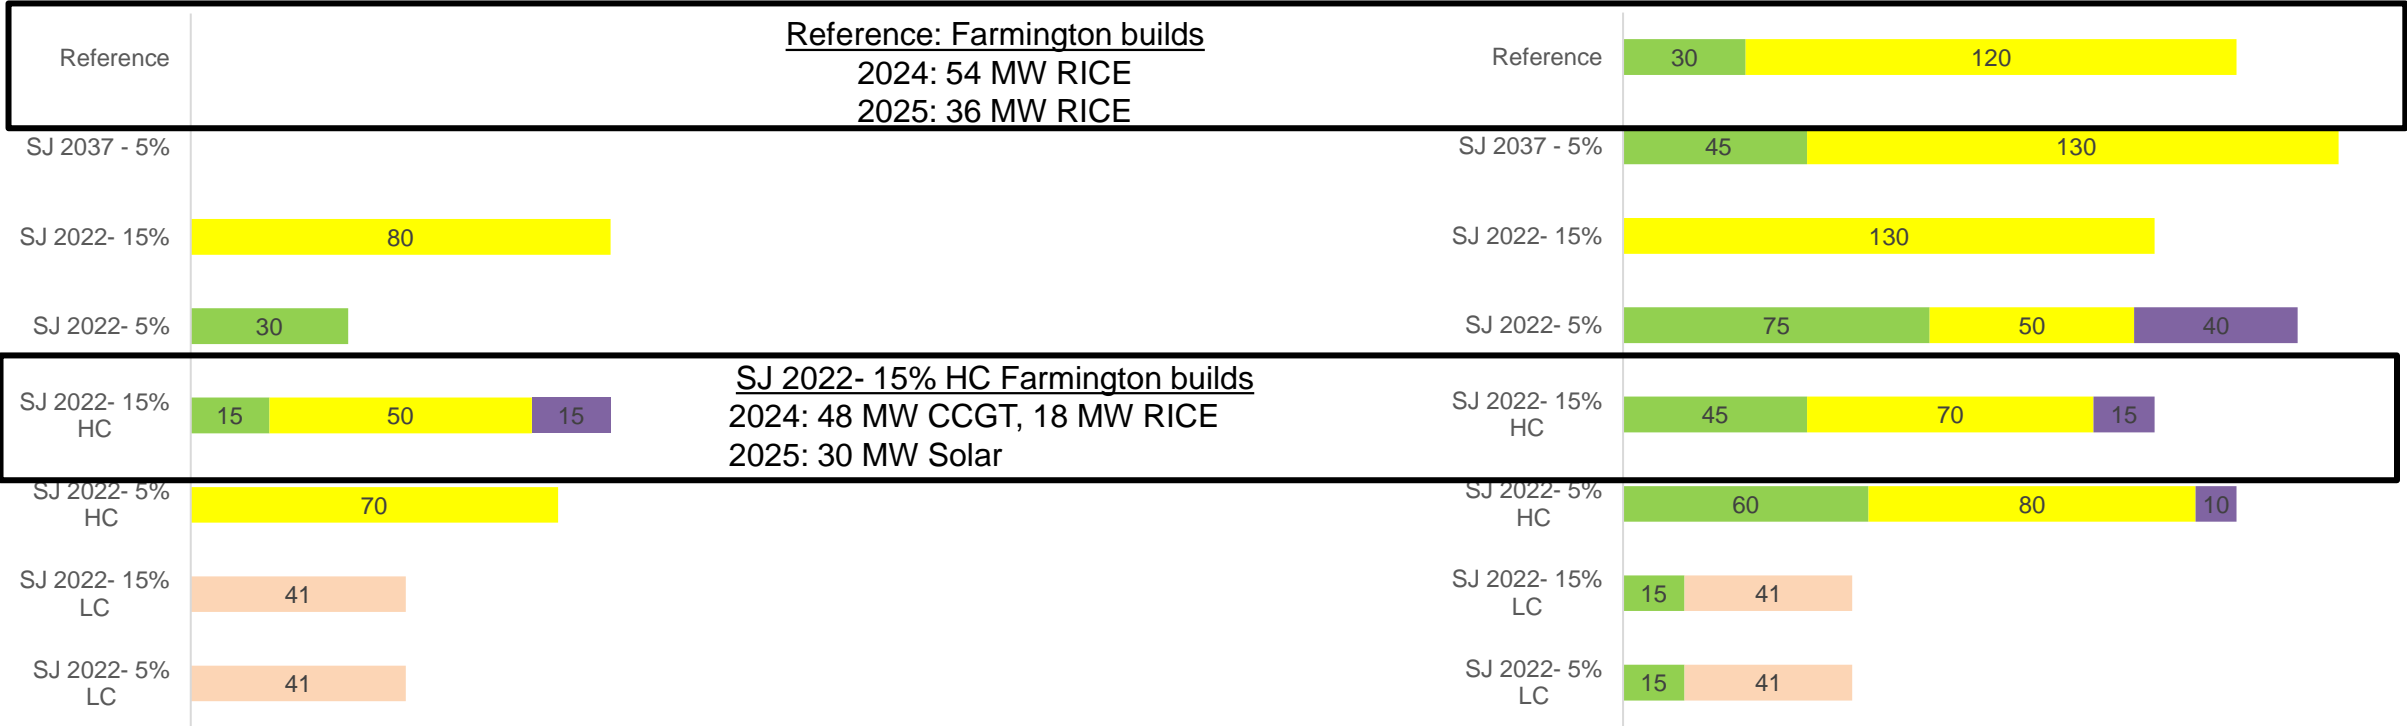 Reference
Reference: Farmington builds
2024: 54 MW RICE
2025: 36 MW RICE
Reference
30 120
SJ 2037 - 5%
SJ 2037 - 5%
45 130
SJ 2022- 15%
80
SJ 2022- 15%
130
SJ 2022- 5%
30
SJ 2022- 5%
75 50 40
SJ 2022- 15%
HC
15 50 15
SJ 2022- 15% HC Farmington builds
2024: 48 MW CCGT, 18 MW RICE
2025: 30 MW Solar
SJ 2022- 15%
HC
45 70 15
SJ 2022- 5%
HC
70
SJ 2022- 5%
HC
60 80 10
SJ 2022- 15%
LC
41
SJ 2022- 15%
LC
15 41
SJ 2022- 5%
LC
41
SJ 2022- 5%
LC
15 41